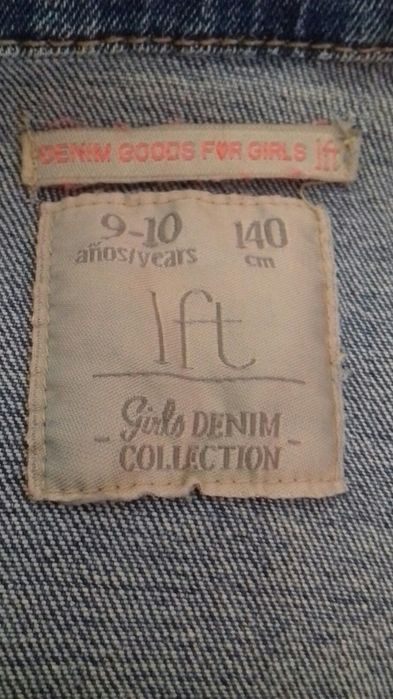 DENIM GOODS FOR GIRLS lft
9-10 140
años/years cm
lft
- Girls DENIM
COLLECTION -